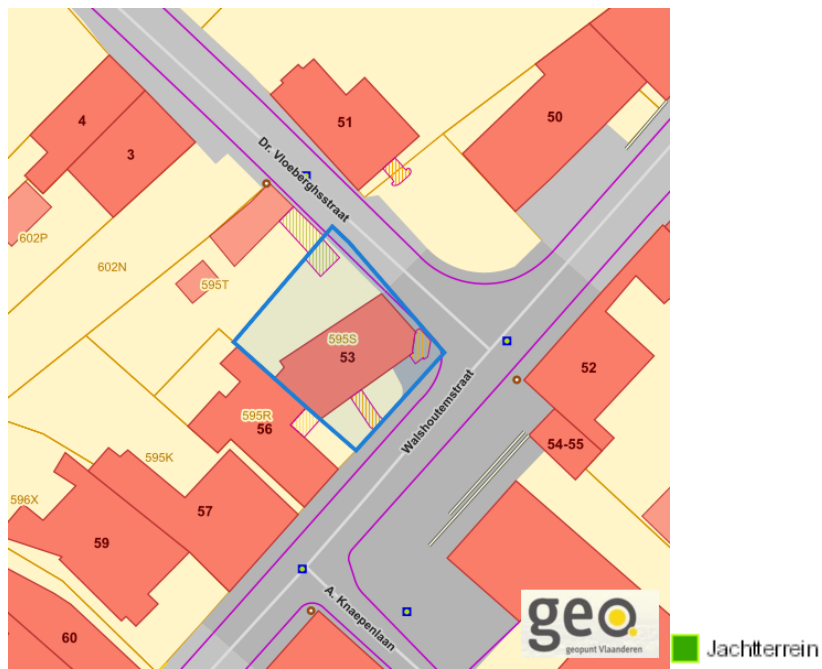 4
3
51
50
Dr. Vloeberghsstraat
602P
602N
595T
595S
53
52
Walshoutemstraat
595R
56
54-55
595K
596X
57
59
A. Knaepenlaan
60
geo.
geopunt Vlaanderen
Jachtterrein